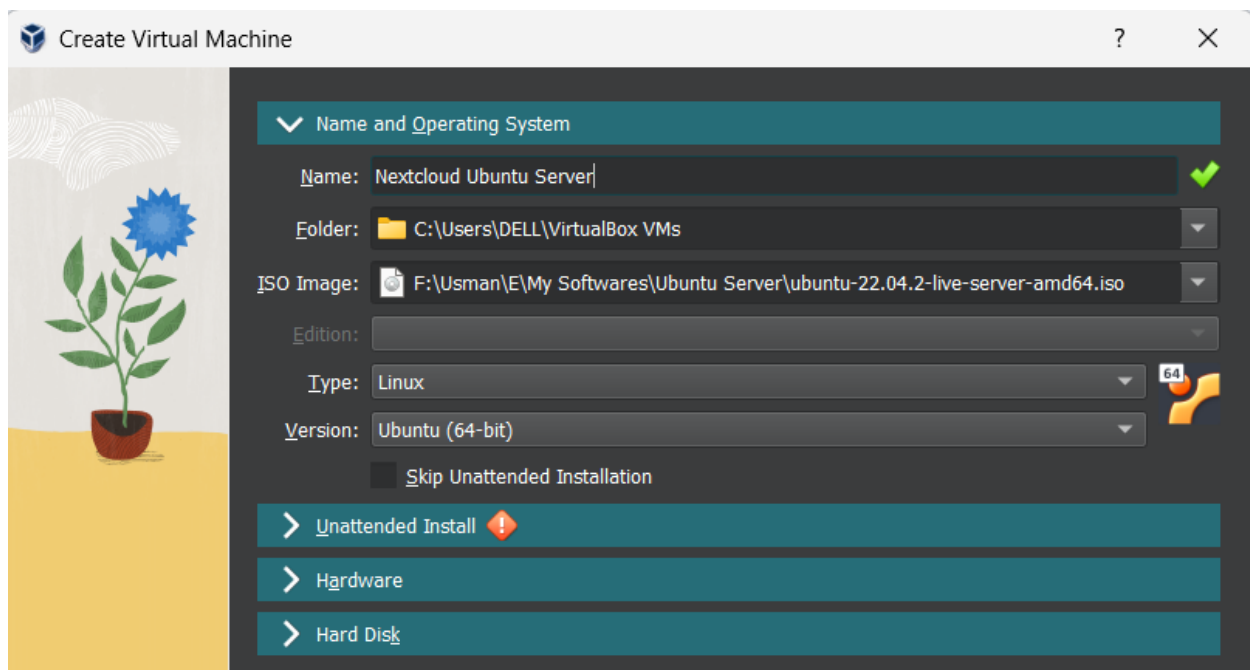 Create Virtual Machine ?
Name and Operating System
Name: Nextcloud Ubuntu Server
Folder: C:\Users\DELL\VirtualBox VMs
ISO Image: F:\Usman\E\My Softwares\Ubuntu Server\ubuntu-22.04.2-live-server-amd64.iso
Edition:
Type: Linux
64
Version: Ubuntu (64-bit)
Skip Unattended Installation
Unattended Install !
Hardware
Hard Disk